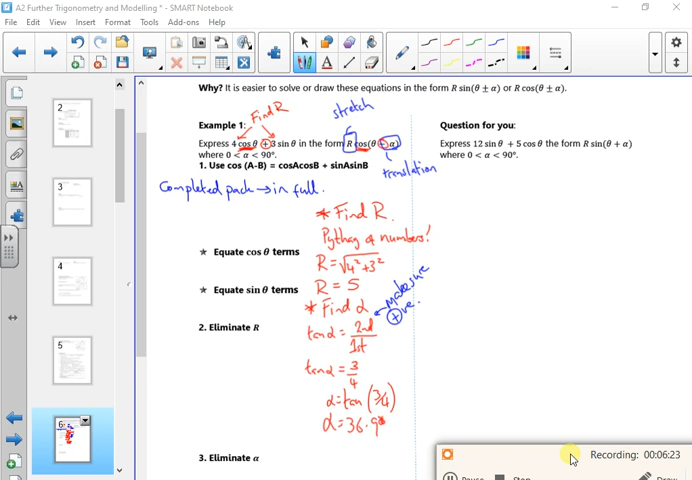 A2 Further Trigonometry and Modelling * - SMART Notebook
File Edit View Insert Format Tools Add-ons Help
Why? It is easier to solve or draw these equations in the form R sin(θ ± α) or R cos(θ ± α).
stretch
Find R
Example 1:
Express 4 cos θ + 3 sin θ in the form R cos(θ - α)
where 0 < α < 90°.
translation
1. Use cos (A-B) = cosAcosB + sinAsinB
Completed pack → in full.
* Find R.
Pythag of numbers!
★ Equate cos θ terms
R = √4² + 3²
R = 5
★ Equate sin θ terms
* Find α
makes +ve.
2. Eliminate R
tan α = 2nd/1st
tan α = 3/4
α = tan (3/4)
α = 36.9°
3. Eliminate α
Question for you:
Express 12 sin θ + 5 cos θ the form R sin(θ + α)
where 0 < α < 90°.
2
3
4
5
6
Recording: 00:06:23
Pause Stop Draw